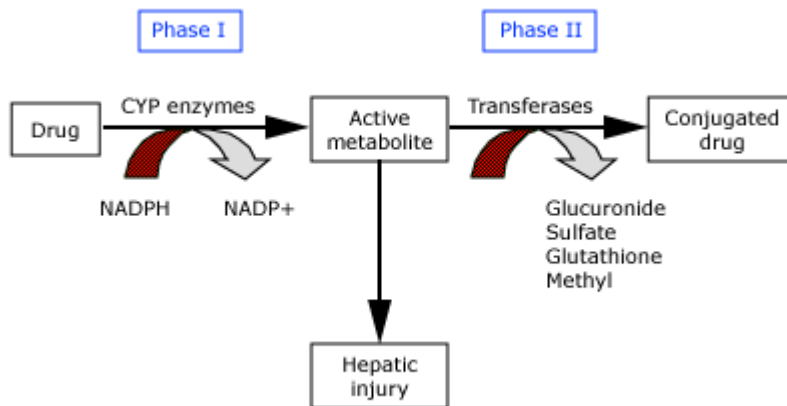 Phase I
Phase II
CYP enzymes
Transferases
Drug
Active
metabolite
Conjugated
drug
NADPH
NADP+
Glucuronide
Sulfate
Glutathione
Methyl
Hepatic
injury